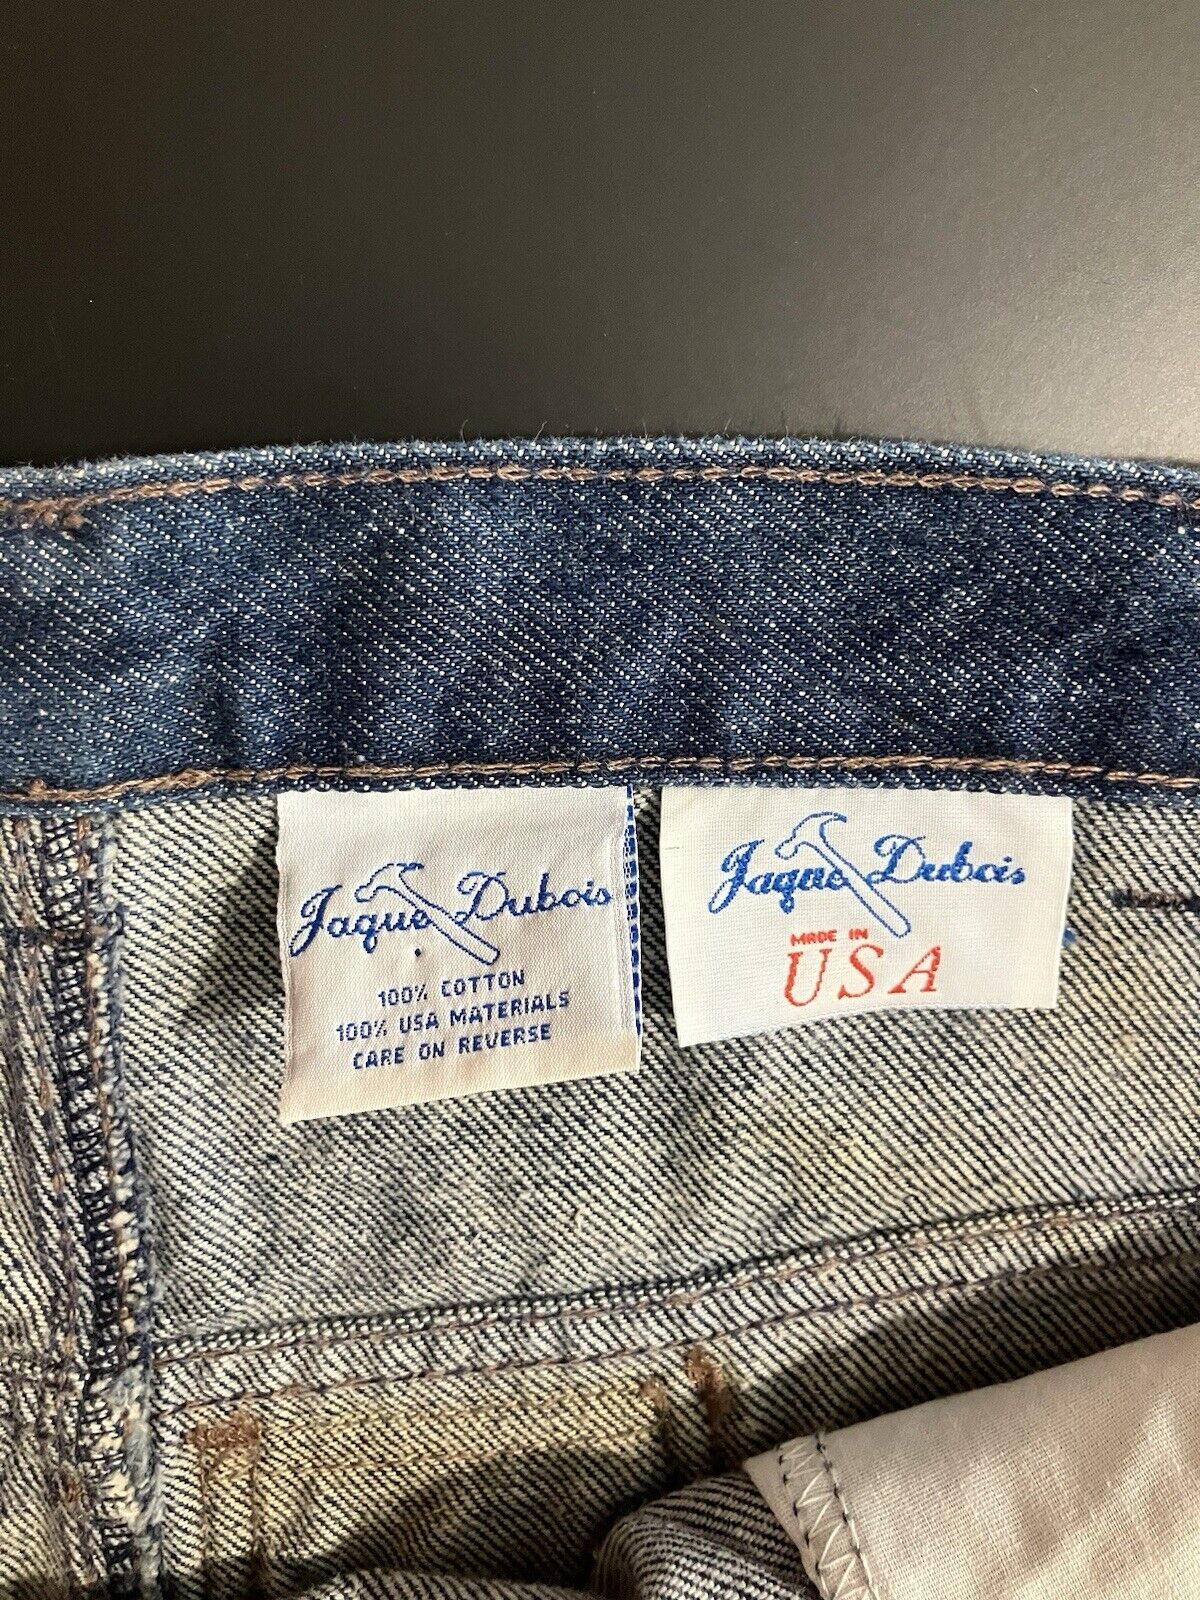 Jaque Dubois
100% COTTON
100% USA MATERIALS
CARE ON REVERSE
Jaque Dubois
MADE IN
USA